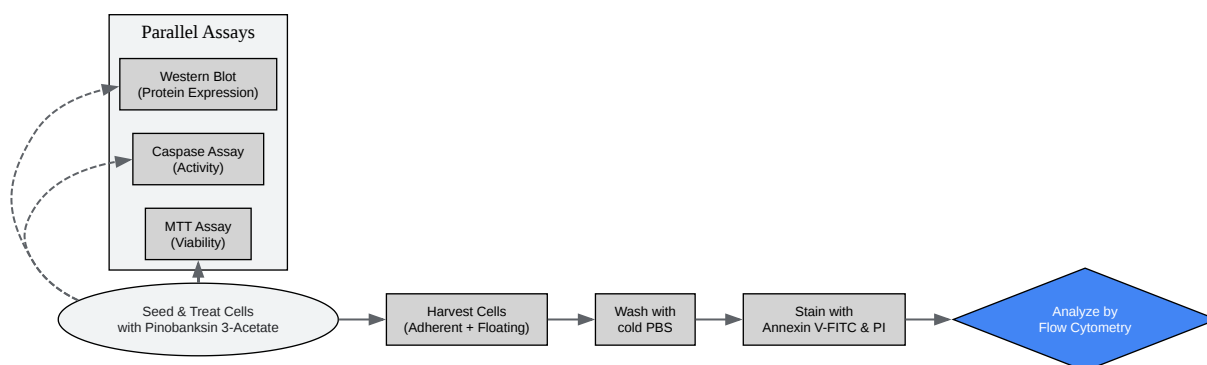 Parallel Assays
Western Blot
(Protein Expression)
Caspase Assay
(Activity)
MTT Assay
(Viability)
Seed & Treat Cells
with Pinobanksin 3-Acetate
Harvest Cells
(Adherent + Floating)
Wash with
cold PBS
Stain with
Annexin V-FITC & PI
Analyze by
Flow Cytometry